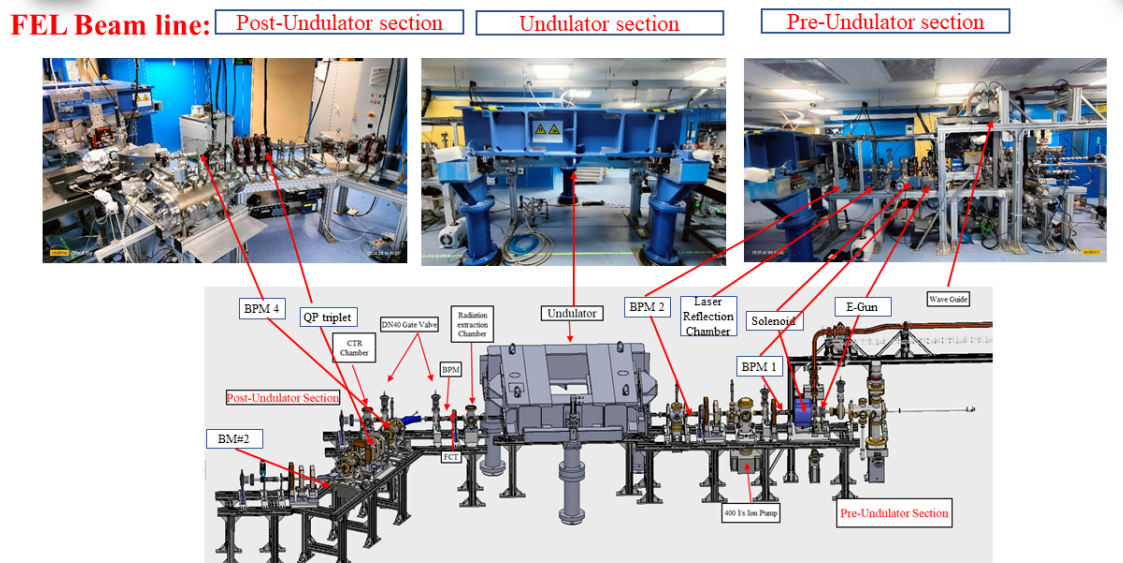 FEL Beam line:
Post-Undulator section
Undulator section
Pre-Undulator section
BPM 4
QP triplet
DN40 Gate Valve
CTR
Chamber
BPM
Radiation
extraction
Chamber
Undulator
BPM 2
Laser
Reflection
Chamber
Solenoid
E-Gun
Wave Guide
BPM 1
Post-Undulator Section
BM#2
FCT
400 l/s Ion Pump
Pre-Undulator Section